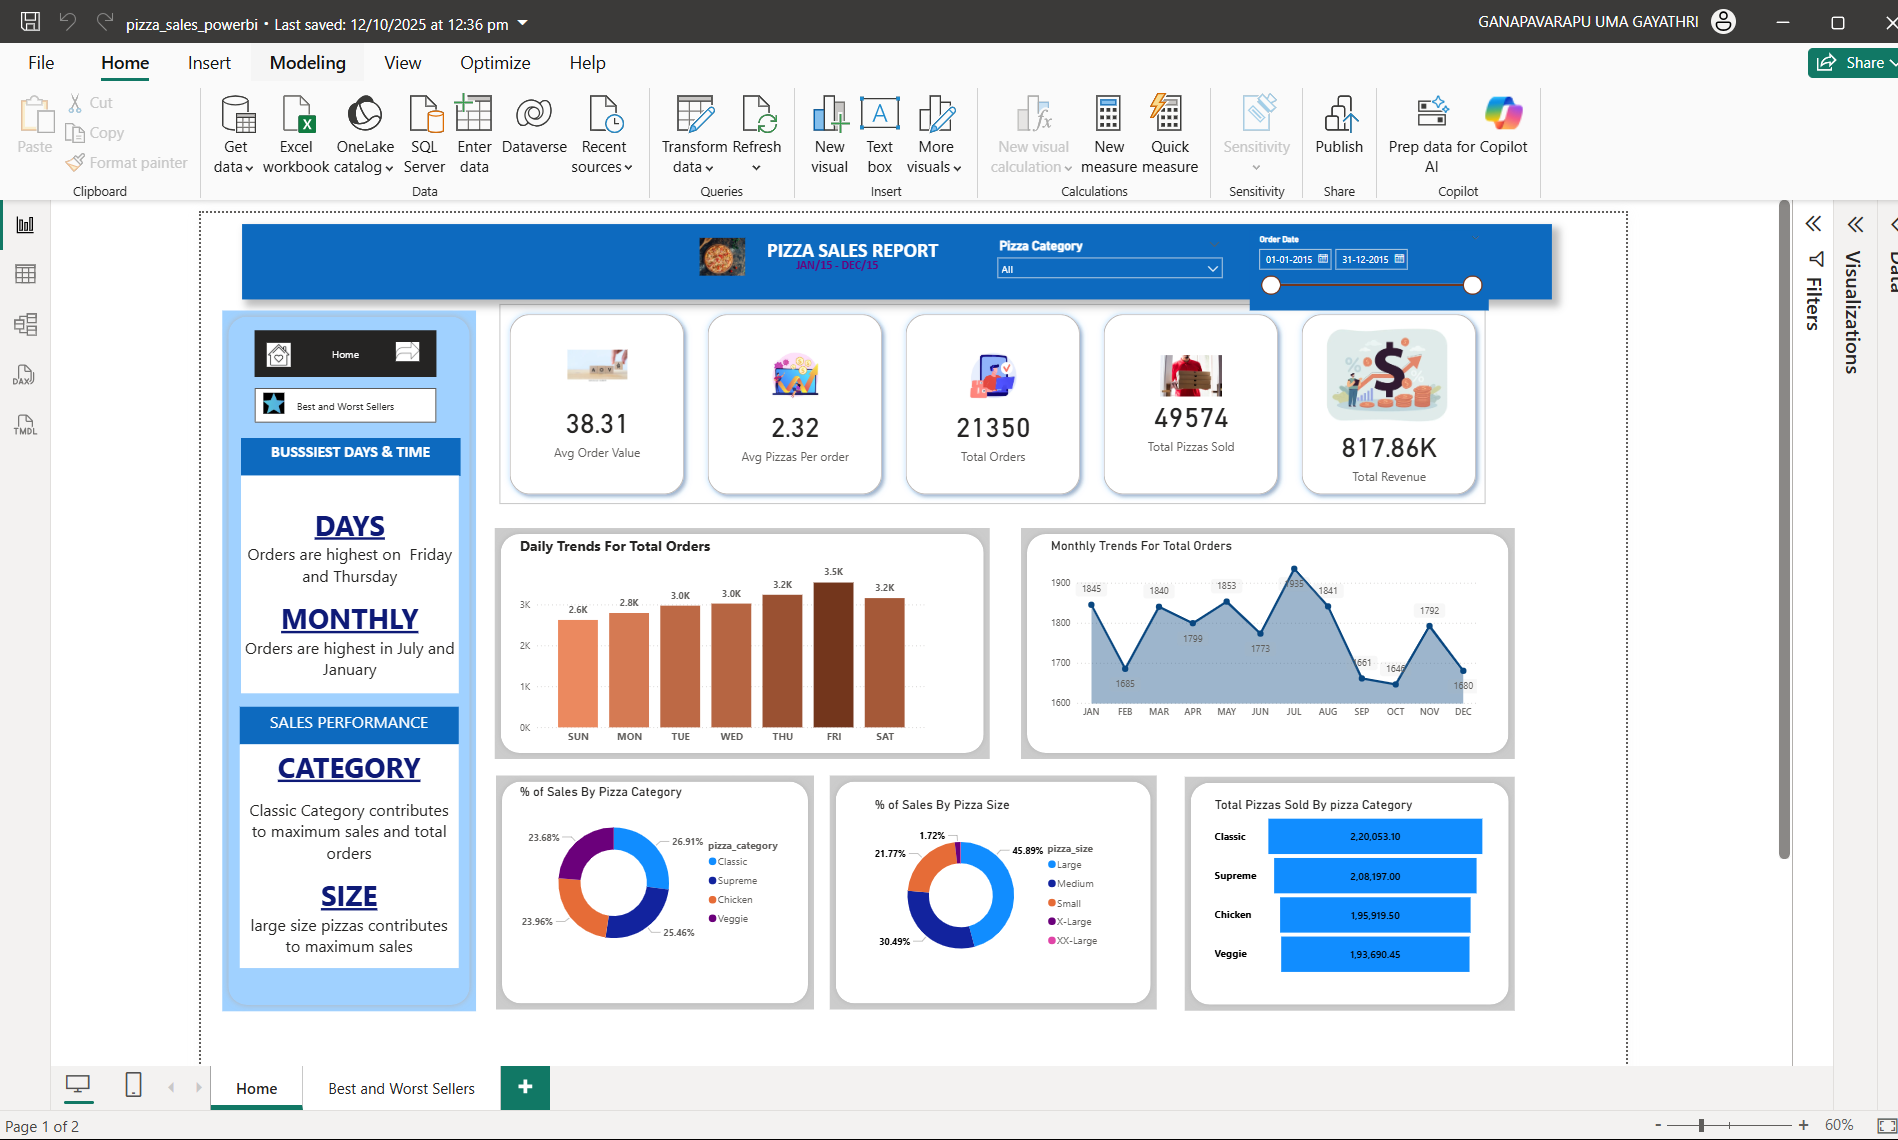 pizza_sales_powerbi • Last saved: 12/10/2025 at 12:36 pm
GANAPAVARAPU UMA GAYATHRI
File Home Insert Modeling View Optimize Help
Share
Paste
Cut
Copy
Format painter
Clipboard
Get data
Excel workbook
OneLake catalog
SQL Server
Enter data
Dataverse
Recent sources
Data
Transform data
Refresh
Queries
New visual
Text box
More visuals
Insert
New visual calculation
New measure
Quick measure
Calculations
Sensitivity
Sensitivity
Publish
Share
Prep data for AI
Copilot
Copilot
DAX
TMDL
PIZZA SALES REPORT
JAN/15 - DEC/15
Pizza Category
All
Order Date
01-01-2015
31-12-2015
Filters
Visualizations
Data
Home
Best and Worst Sellers
BUSSSIEST DAYS & TIME
DAYS
Orders are highest on Friday
and Thursday
MONTHLY
Orders are highest in July and
January
SALES PERFORMANCE
CATEGORY
Classic Category contributes
to maximum sales and total
orders
SIZE
large size pizzas contributes
to maximum sales
38.31
Avg Order Value
2.32
Avg Pizzas Per order
21350
Total Orders
49574
Total Pizzas Sold
817.86K
Total Revenue
Daily Trends For Total Orders
3K
2K
1K
0K
2.6K 2.8K 3.0K 3.0K 3.2K 3.5K 3.2K
SUN MON TUE WED THU FRI SAT
Monthly Trends For Total Orders
1900
1800
1700
1600
1845 1685 1840 1799 1853 1773 1935 1841 1661 1646 1792 1680
JAN FEB MAR APR MAY JUN JUL AUG SEP OCT NOV DEC
% of Sales By Pizza Category
23.68%
26.91%
23.96%
25.46%
pizza_category
Classic
Supreme
Chicken
Veggie
% of Sales By Pizza Size
1.72%
21.77%
45.89%
30.49%
pizza_size
Large
Medium
Small
X-Large
XX-Large
Total Pizzas Sold By pizza Category
Classic 2,20,053.10
Supreme 2,08,197.00
Chicken 1,95,919.50
Veggie 1,93,690.45
Home
Best and Worst Sellers
Page 1 of 2
60%